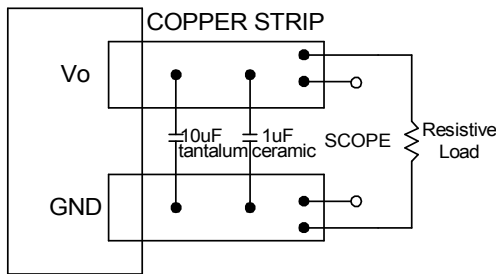 COPPER STRIP
Vo
10uF 1uF
tantalum ceramic
SCOPE
Resistive
Load
GND